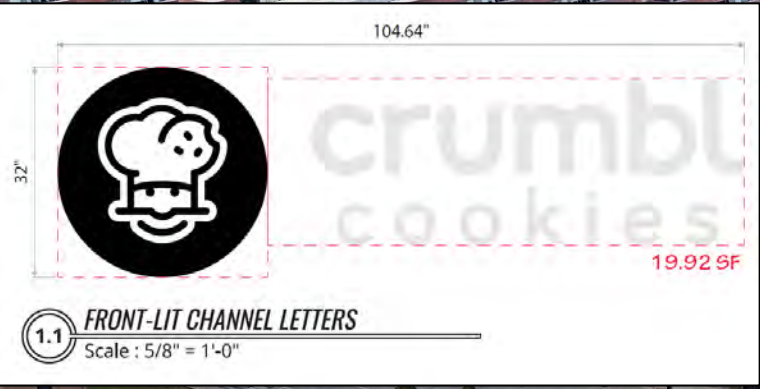 104.64"
32"
crumbl
cookies
19.92 SF
1.1
FRONT-LIT CHANNEL LETTERS
Scale : 5/8" = 1'-0"